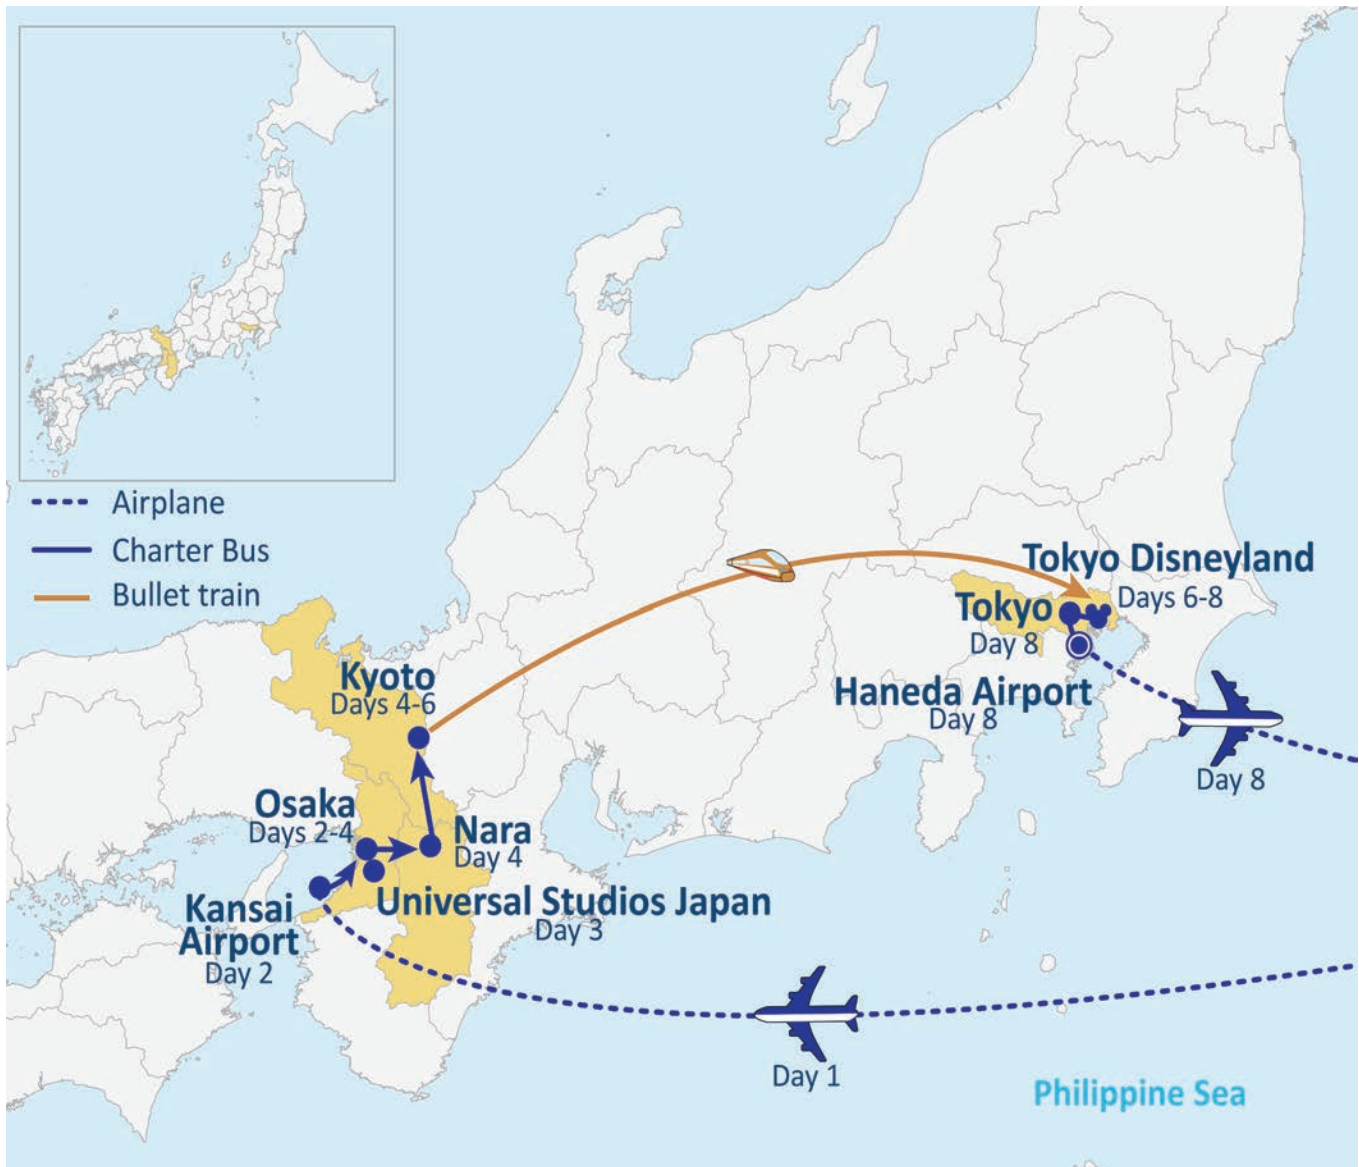 Airplane
Charter Bus
Bullet train
Tokyo Disneyland
Days 6-8
Tokyo
Day 8
Haneda Airport
Day 8
Day 8
Kyoto
Days 4-6
Osaka
Days 2-4
Nara
Day 4
Universal Studios Japan
Day 3
Kansai
Airport
Day 2
Day 1
Philippine Sea